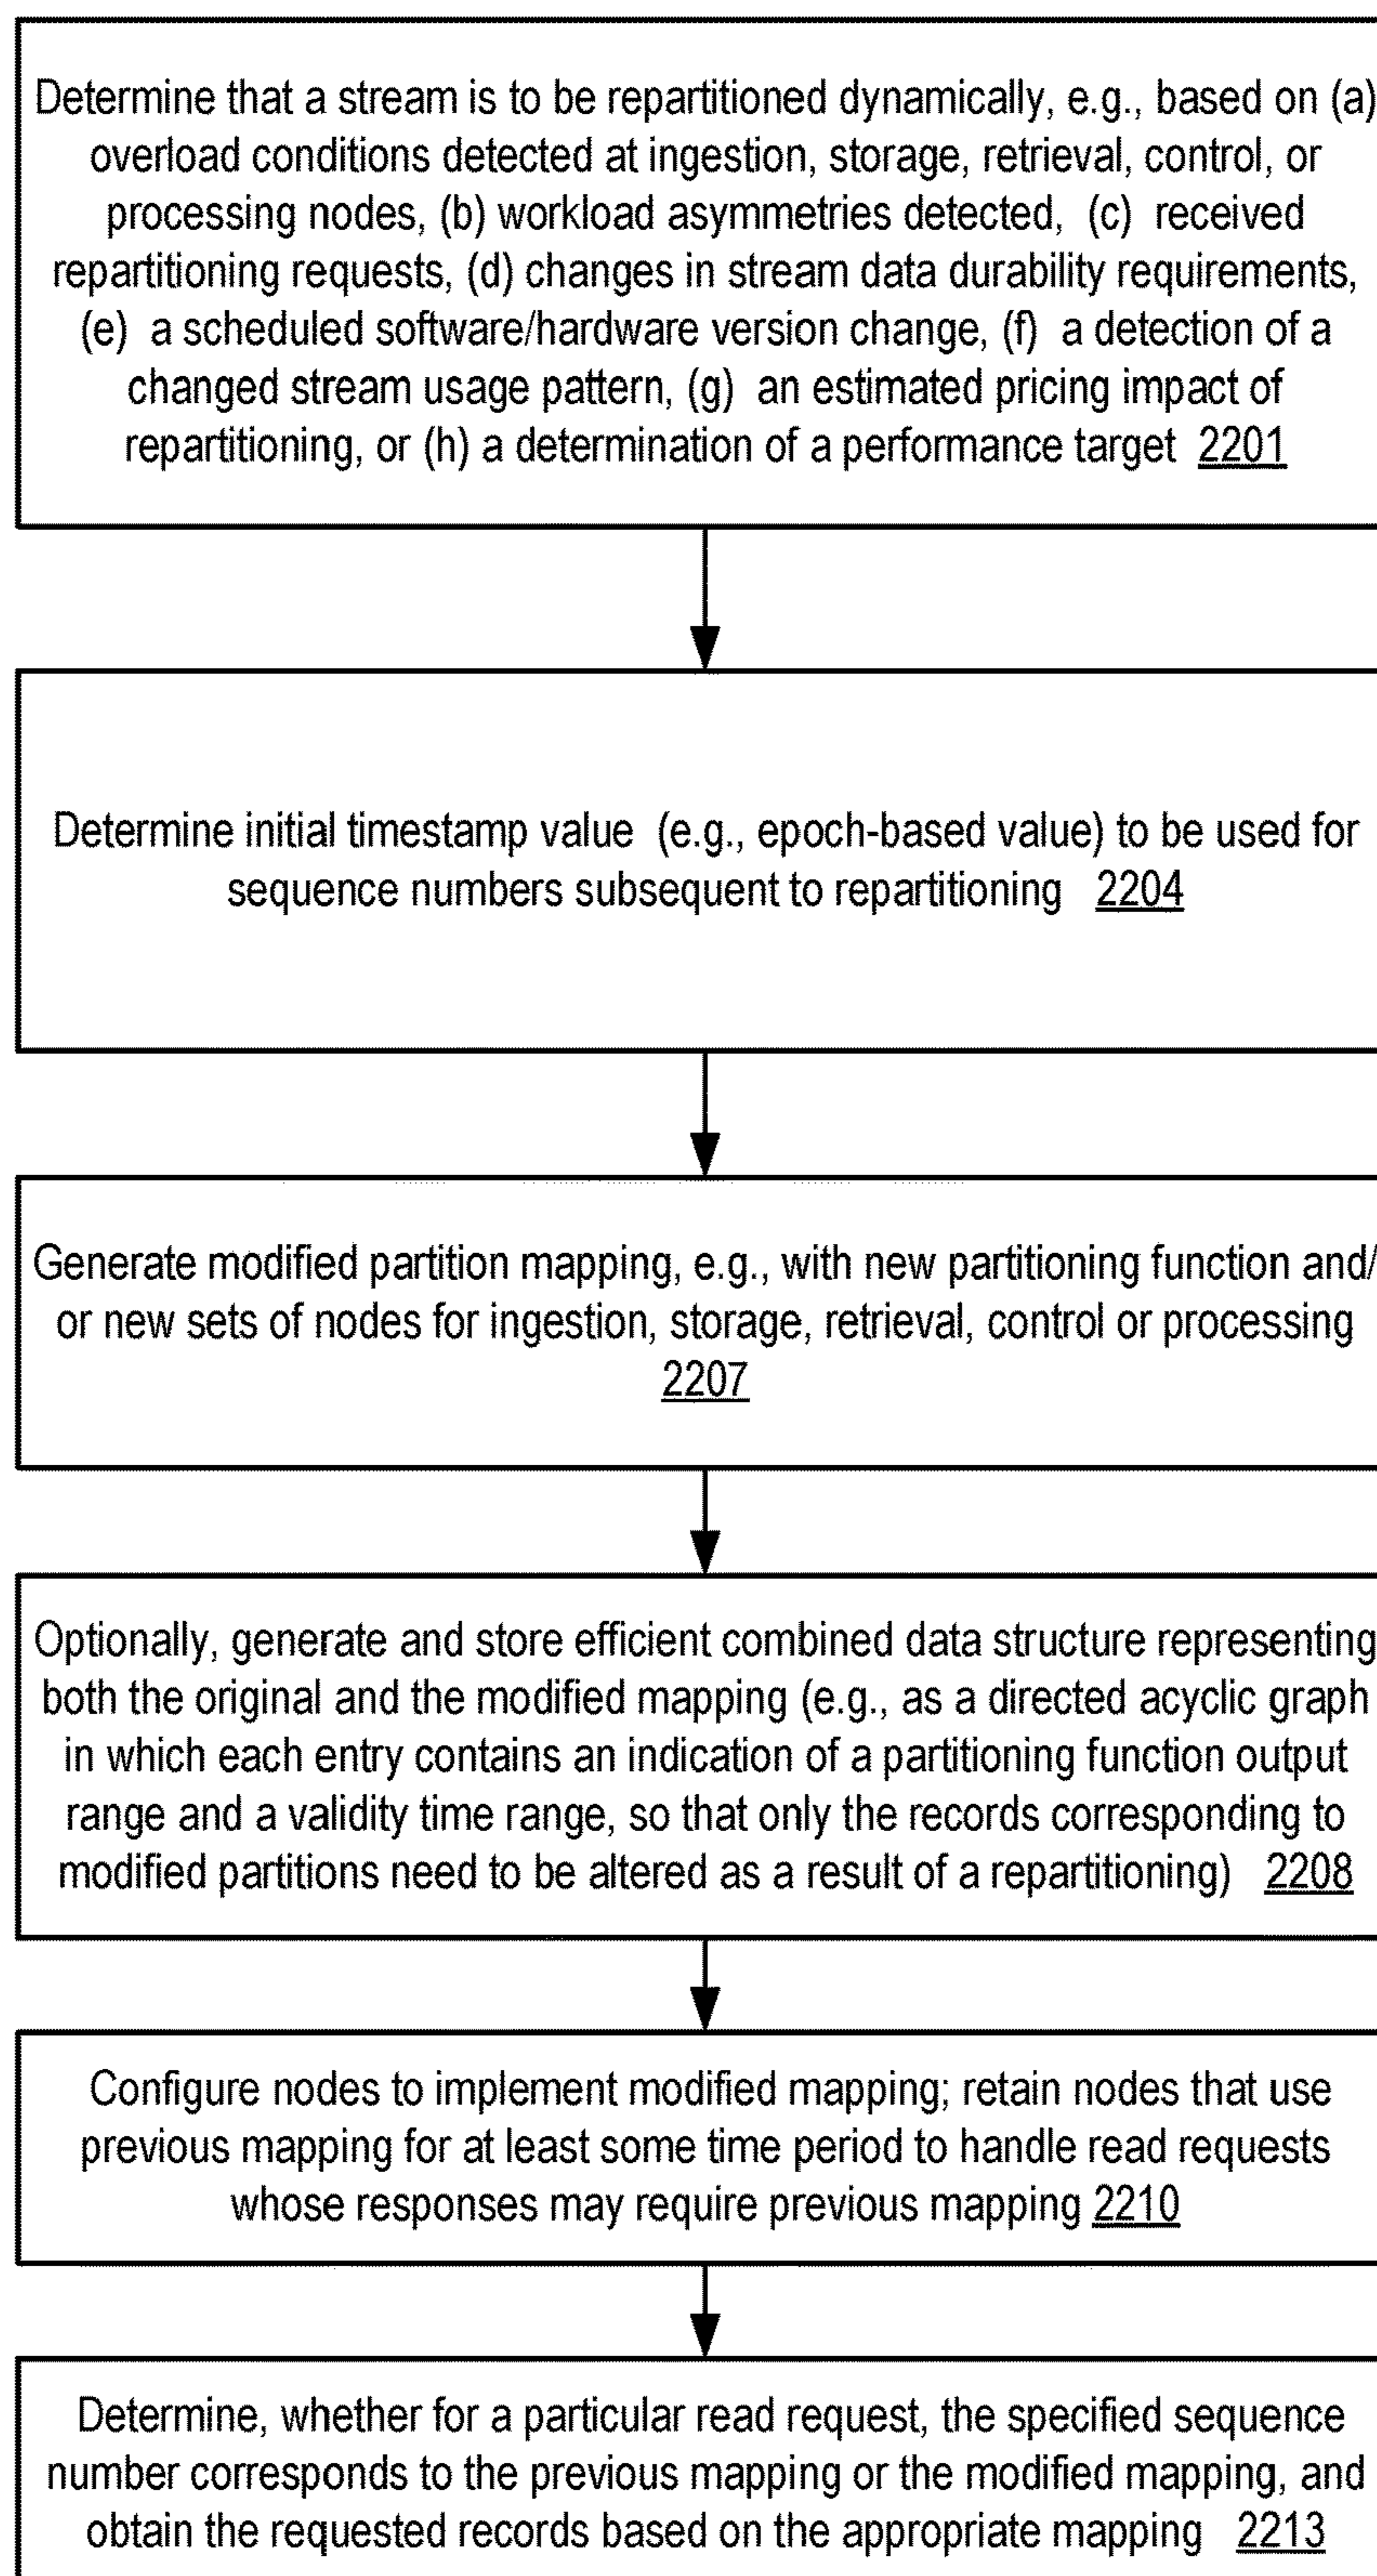 Determine that a stream is to be repartitioned dynamically, e.g., based on (a)
overload conditions detected at ingestion, storage, retrieval, control, or
processing nodes, (b) workload asymmetries detected, (c) received
repartitioning requests, (d) changes in stream data durability requirements,
(e) a scheduled software/hardware version change, (f) a detection of a
changed stream usage pattern, (g) an estimated pricing impact of
repartitioning, or (h) a determination of a performance target 2201
Determine initial timestamp value (e.g., epoch-based value) to be used for
sequence numbers subsequent to repartitioning 2204
Generate modified partition mapping, e.g., with new partitioning function and/
or new sets of nodes for ingestion, storage, retrieval, control or processing
2207
Optionally, generate and store efficient combined data structure representing
both the original and the modified mapping (e.g., as a directed acyclic graph
in which each entry contains an indication of a partitioning function output
range and a validity time range, so that only the records corresponding to
modified partitions need to be altered as a result of a repartitioning) 2208
Configure nodes to implement modified mapping; retain nodes that use
previous mapping for at least some time period to handle read requests
whose responses may require previous mapping 2210
Determine, whether for a particular read request, the specified sequence
number corresponds to the previous mapping or the modified mapping, and
obtain the requested records based on the appropriate mapping 2213